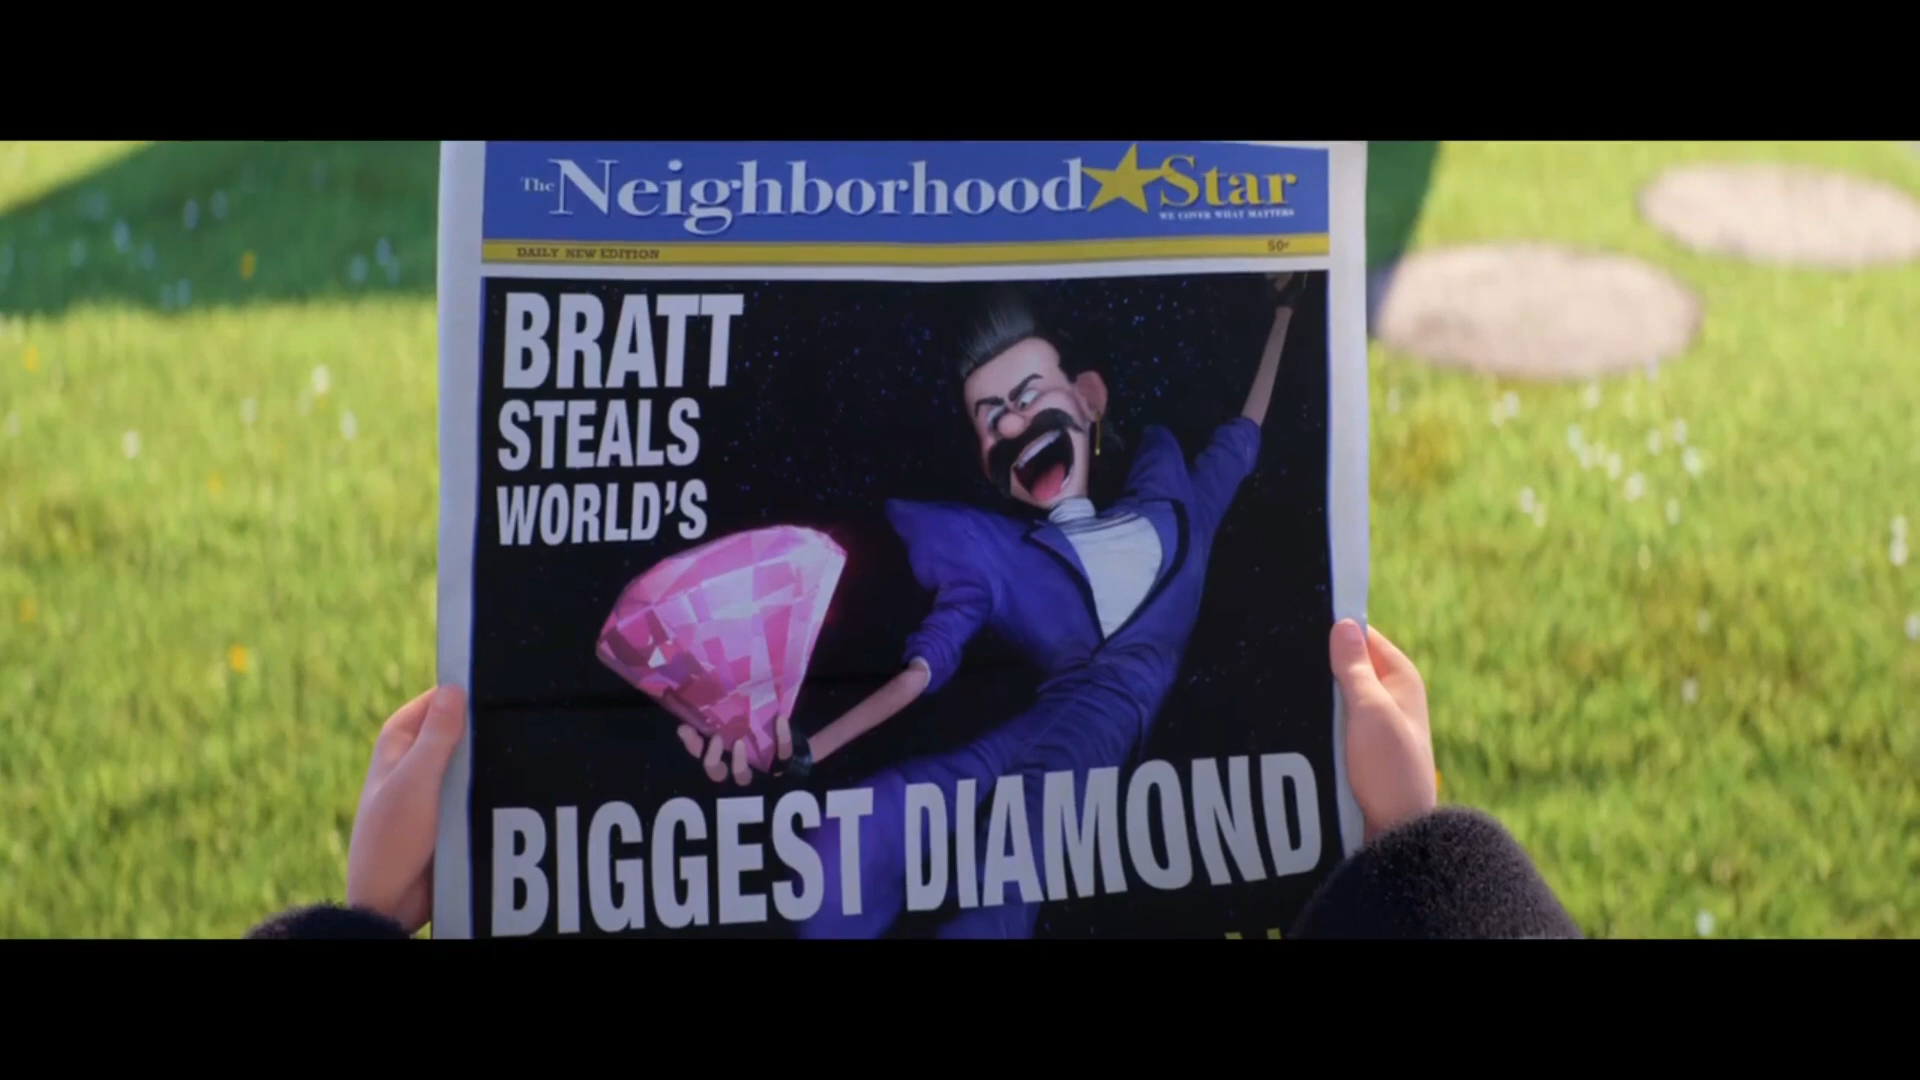 The Neighborhood Star
WE COVER WHAT MATTERS
DAILY NEW EDITION
50¢
BRATT
STEALS
WORLD'S
BIGGEST DIAMOND